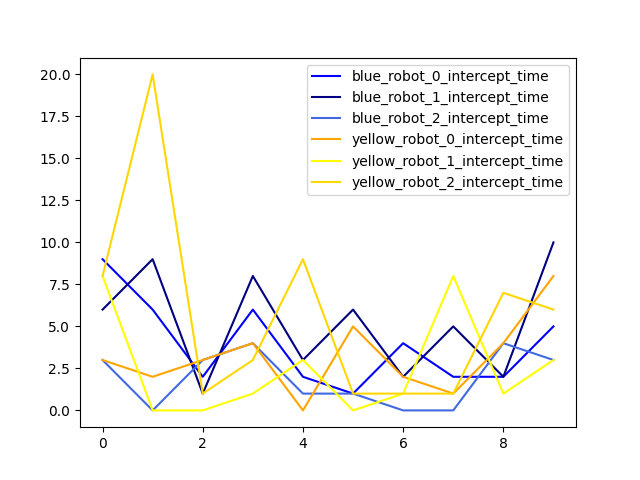 20.0
17.5
15.0
12.5
10.0
7.5
5.0
2.5
0.0
0 2 4 6 8
blue_robot_0_intercept_time
blue_robot_1_intercept_time
blue_robot_2_intercept_time
yellow_robot_0_intercept_time
yellow_robot_1_intercept_time
yellow_robot_2_intercept_time